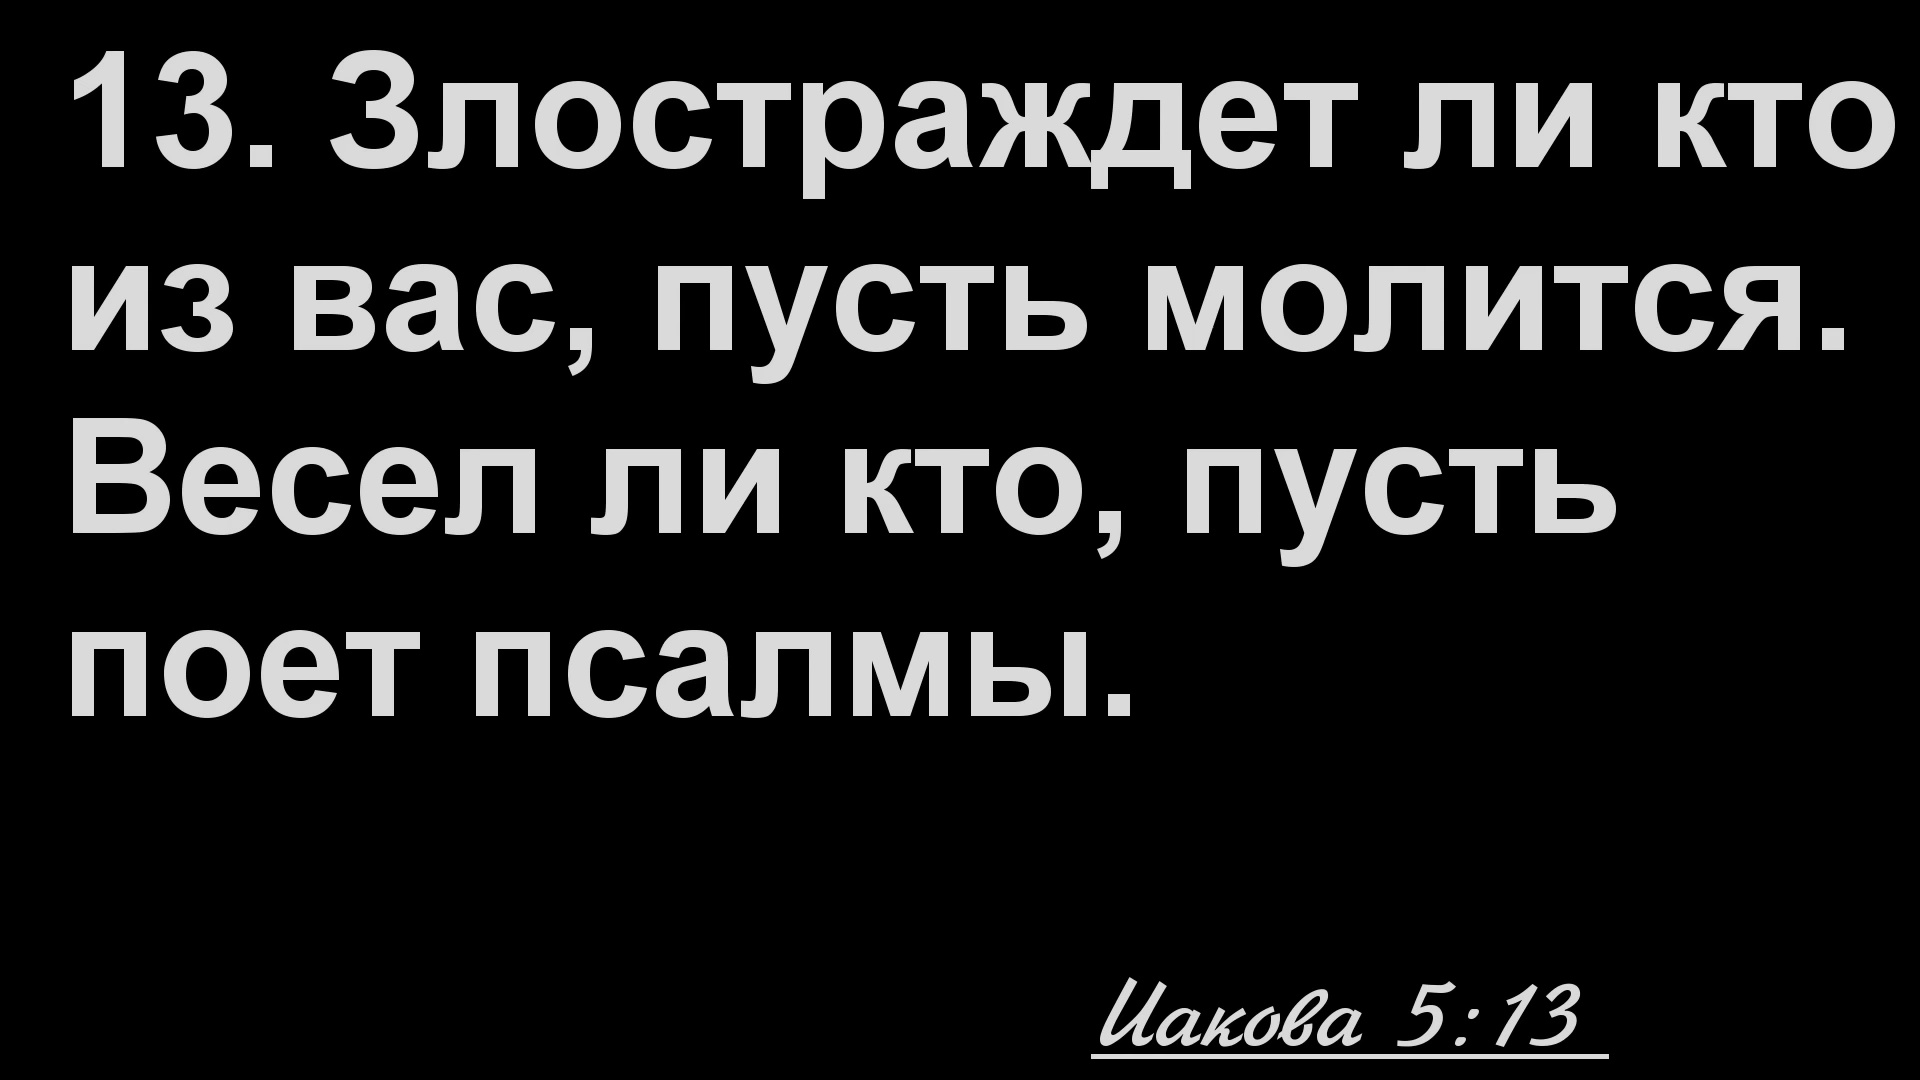 13. Злостраждет ли кто
из вас, пусть молится.
Весел ли кто, пусть
поет псалмы.
Иакова 5:13